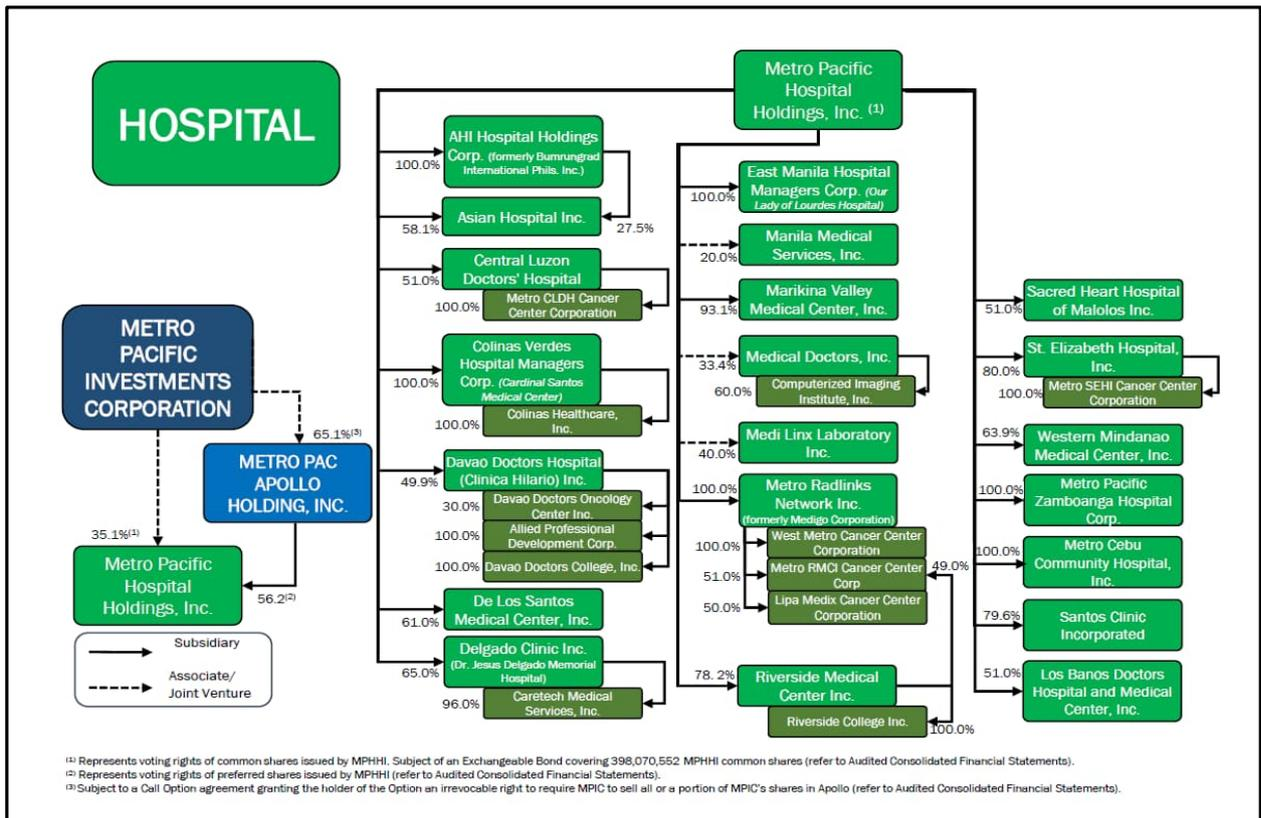 HOSPITAL
Metro Pacific
Hospital
Holdings, Inc. (1)
AHI Hospital Holdings
Corp. (formerly Bumrungrad
International Phils. Inc.)
100.0%
Asian Hospital Inc.
58.1%
27.5%
Central Luzon
Doctors' Hospital
51.0%
Metro CLDH Cancer
Center Corporation
100.0%
Colinas Verdes
Hospital Managers
Corp. (Cardinal Santos
Medical Center)
100.0%
Colinas Healthcare,
Inc.
100.0%
Davao Doctors Hospital
(Clinica Hilario) Inc.
49.9%
Davao Doctors Oncology
Center Inc.
30.0%
Allied Professional
Development Corp.
100.0%
Davao Doctors College, Inc.
100.0%
De Los Santos
Medical Center, Inc.
61.0%
Delgado Clinic Inc.
(Dr. Jesus Delgado Memorial
Hospital)
65.0%
Caretech Medical
Services, Inc.
96.0%
East Manila Hospital
Managers Corp. (Our
Lady of Lourdes Hospital)
100.0%
Manila Medical
Services, Inc.
20.0%
Marikina Valley
Medical Center, Inc.
93.1%
Medical Doctors, Inc.
33.4%
Computerized Imaging
Institute, Inc.
60.0%
Medi Linx Laboratory
Inc.
40.0%
Metro Radlinks
Network Inc.
(formerly Medigo Corporation)
100.0%
West Metro Cancer Center
Corporation
100.0%
Metro RMCI Cancer Center
Corp
51.0%
49.0%
Lipa Medix Cancer Center
Corporation
50.0%
Riverside Medical
Center Inc.
78. 2%
Riverside College Inc.
100.0%
Sacred Heart Hospital
of Malolos Inc.
51.0%
St. Elizabeth Hospital,
Inc.
80.0%
Metro SEHI Cancer Center
Corporation
100.0%
Western Mindanao
Medical Center, Inc.
63.9%
Metro Pacific
Zamboanga Hospital
Corp.
100.0%
Metro Cebu
Community Hospital,
Inc.
100.0%
Santos Clinic
Incorporated
79.6%
Los Banos Doctors
Hospital and Medical
Center, Inc.
51.0%
METRO
PACIFIC
INVESTMENTS
CORPORATION
65.1%(3)
METRO PAC
APOLLO
HOLDING, INC.
35.1%(1)
Metro Pacific
Hospital
Holdings, Inc.
56.2(2)
Subsidiary
Associate/
Joint Venture
(1) Represents voting rights of common shares issued by MPHHI. Subject of an Exchangeable Bond covering 398,070,552 MPHHI common shares (refer to Audited Consolidated Financial Statements).
(2) Represents voting rights of preferred shares issued by MPHHI (refer to Audited Consolidated Financial Statements).
(3) Subject to a Call Option agreement granting the holder of the Option an irrevocable right to require MPIC to sell all or a portion of MPIC's shares in Apollo (refer to Audited Consolidated Financial Statements).